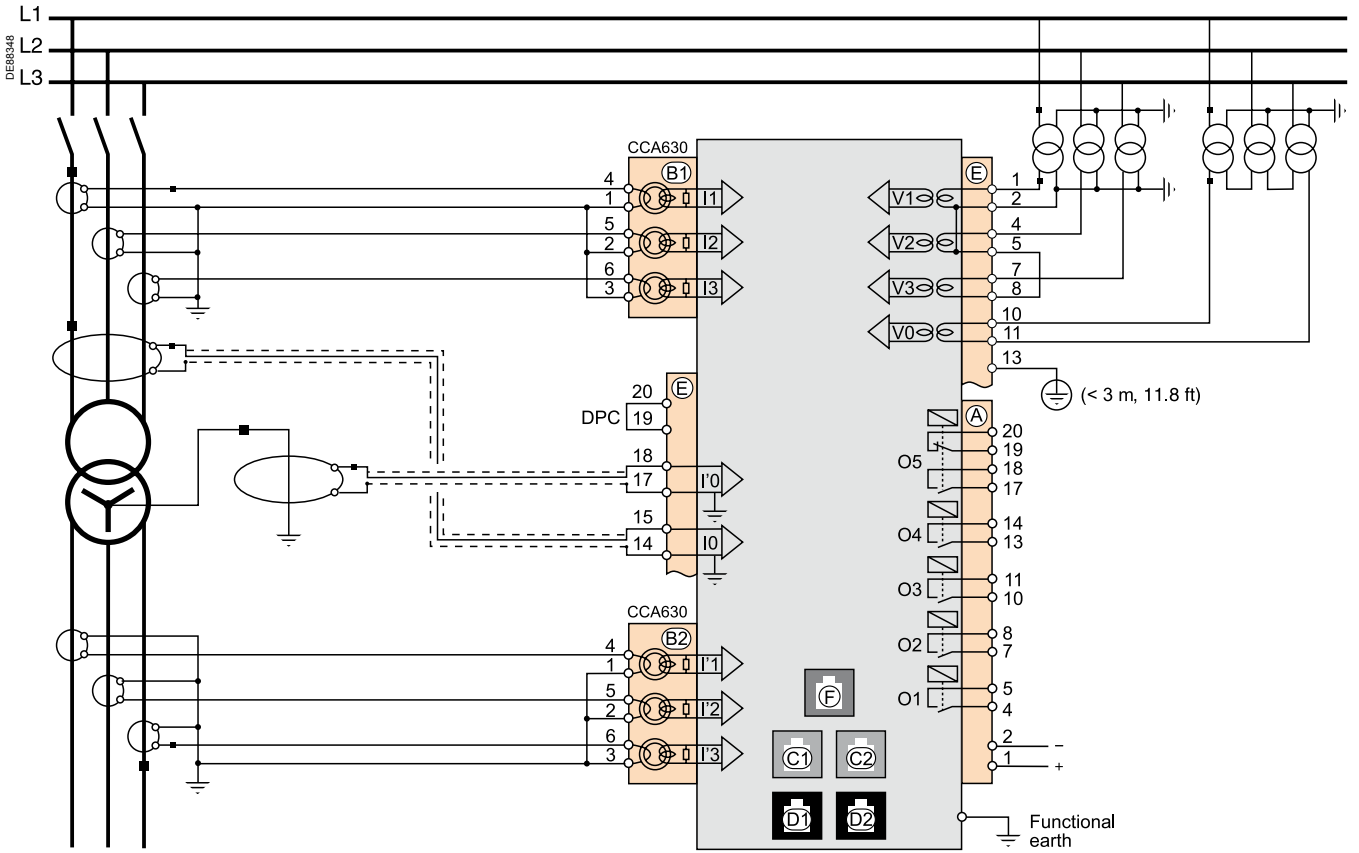 L1
L2
L3
DE88348
CCA630
B1
4
1
5
2
6
3
I1
I2
I3
E
V1
V2
V3
V0
1
2
4
5
7
8
10
11
13
(< 3 m, 11.8 ft)
E
20
DPC 19
18
17
I'0
15
14
I0
A
O5
20
19
18
17
O4
14
13
O3
11
10
O2
8
7
O1
5
4
2 –
1 +
CCA630
B2
4
1
5
2
6
3
I'1
I'2
I'3
F
C1 C2
D1 D2
Functional
earth